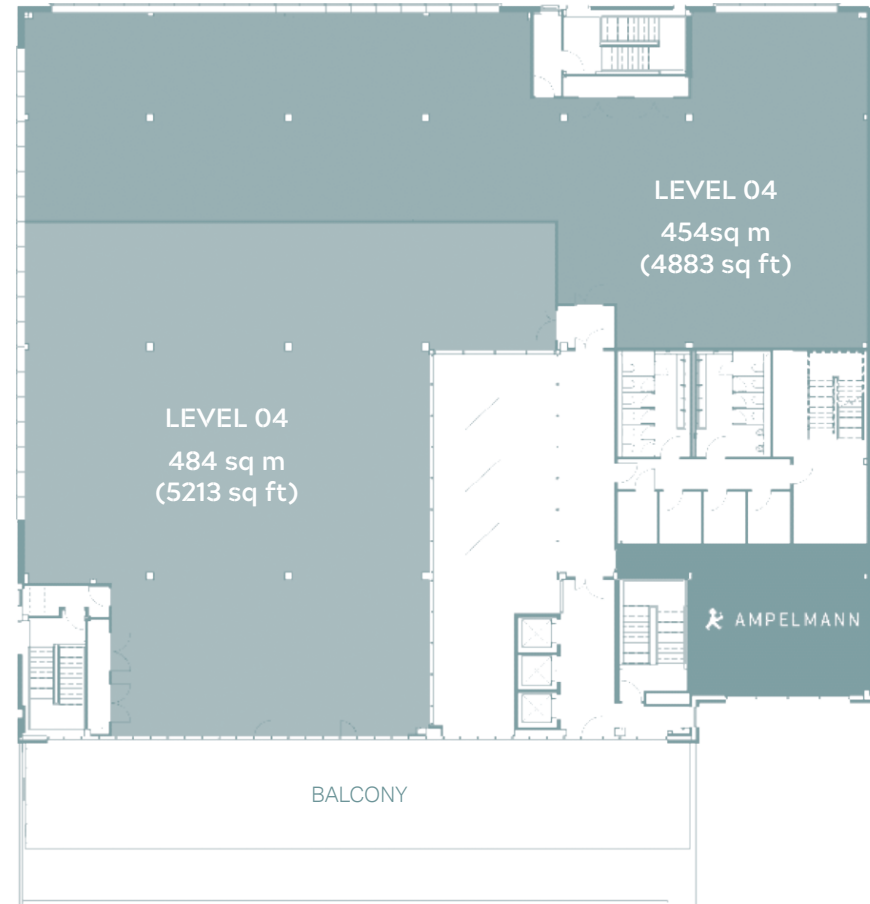 LEVEL 04
454sq m
(4883 sq ft)
LEVEL 04
484 sq m
(5213 sq ft)
AMPELMANN
BALCONY